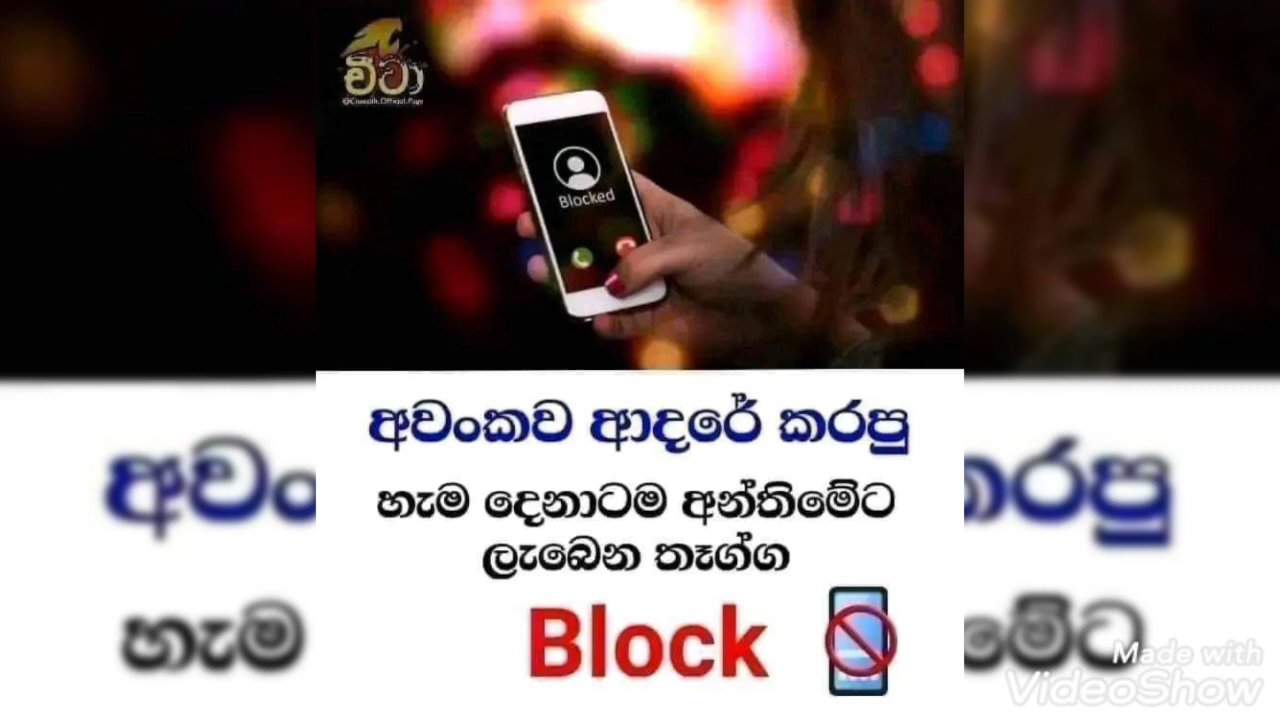 චීටා
Blocked
අවංකව ආදරේ කරපු
හැම දෙනාටම අන්තිමේට
ලැබෙන තෑග්ග
Block
Made with
VideoShow